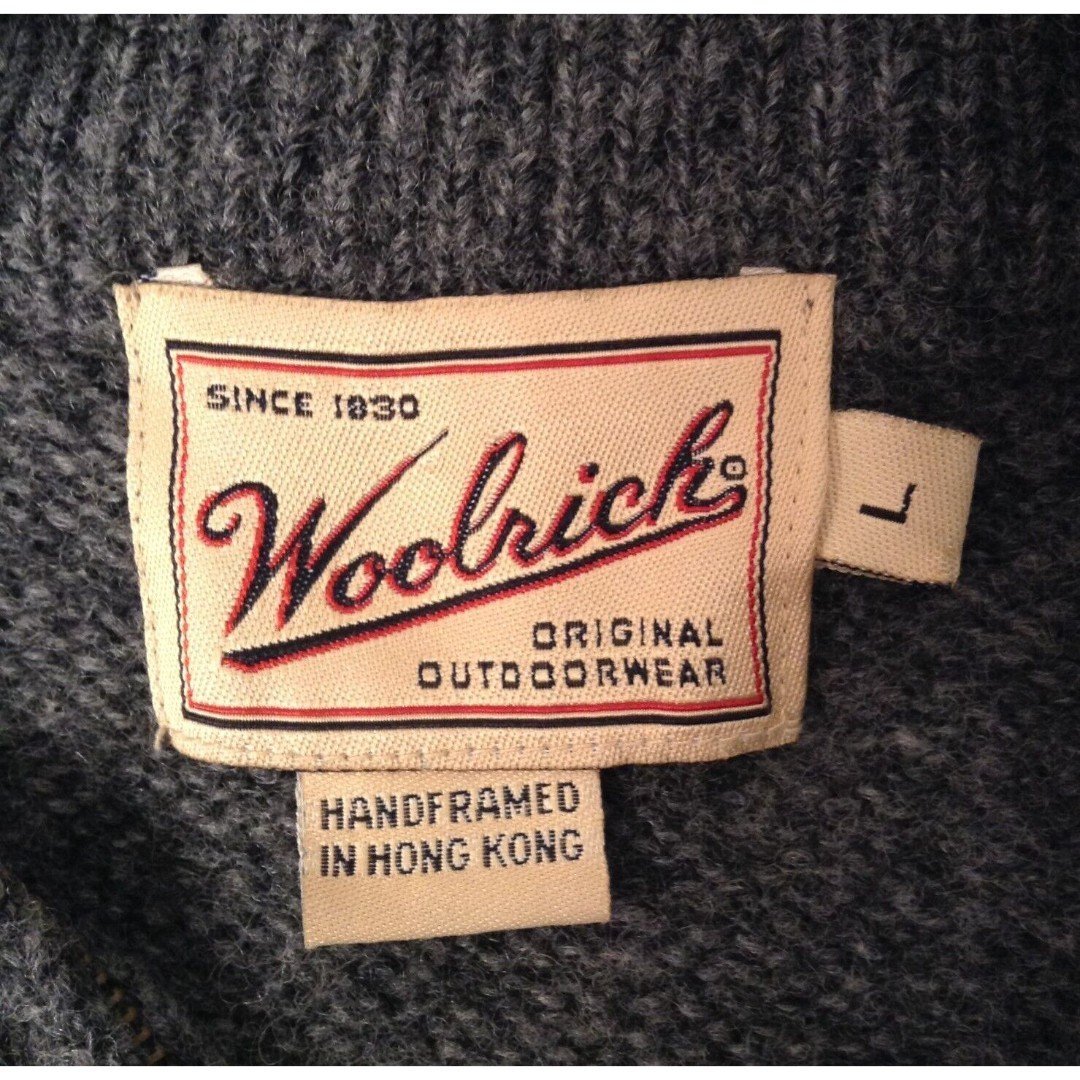 SINCE 1830
Woolrich®
L
ORIGINAL
OUTDOORWEAR
HANDFRAMED
IN HONG KONG